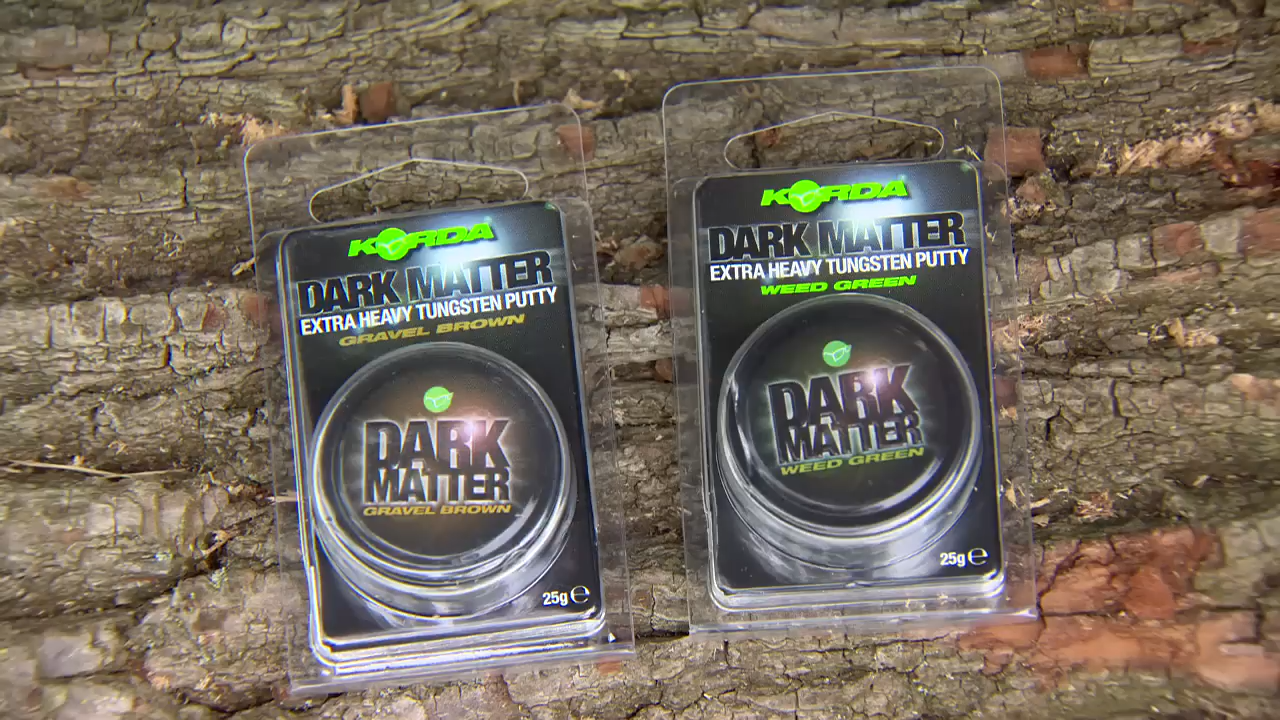 KORDA
DARK MATTER
EXTRA HEAVY TUNGSTEN PUTTY
GRAVEL BROWN
DARK
MATTER
GRAVEL BROWN
25g ℮
KORDA
DARK MATTER
EXTRA HEAVY TUNGSTEN PUTTY
WEED GREEN
DARK
MATTER
WEED GREEN
25g ℮